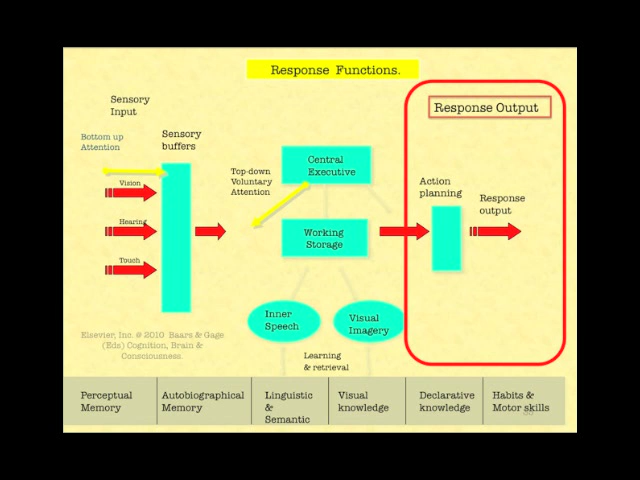 Response Functions.
Sensory
Input
Response Output
Bottom up
Attention
Sensory
buffers
Central
Executive
Top-down
Voluntary
Attention
Vision
Action
planning
Response
output
Hearing
Working
Storage
Touch
Inner
Speech
Visual
Imagery
Elsevier, Inc. @ 2010 Baars & Gage
(Eds) Cognition, Brain &
Consciousness.
Learning
& retrieval
Perceptual
Memory
Autobiographical
Memory
Linguistic
&
Semantic
Visual
knowledge
Declarative
knowledge
Habits &
Motor skills